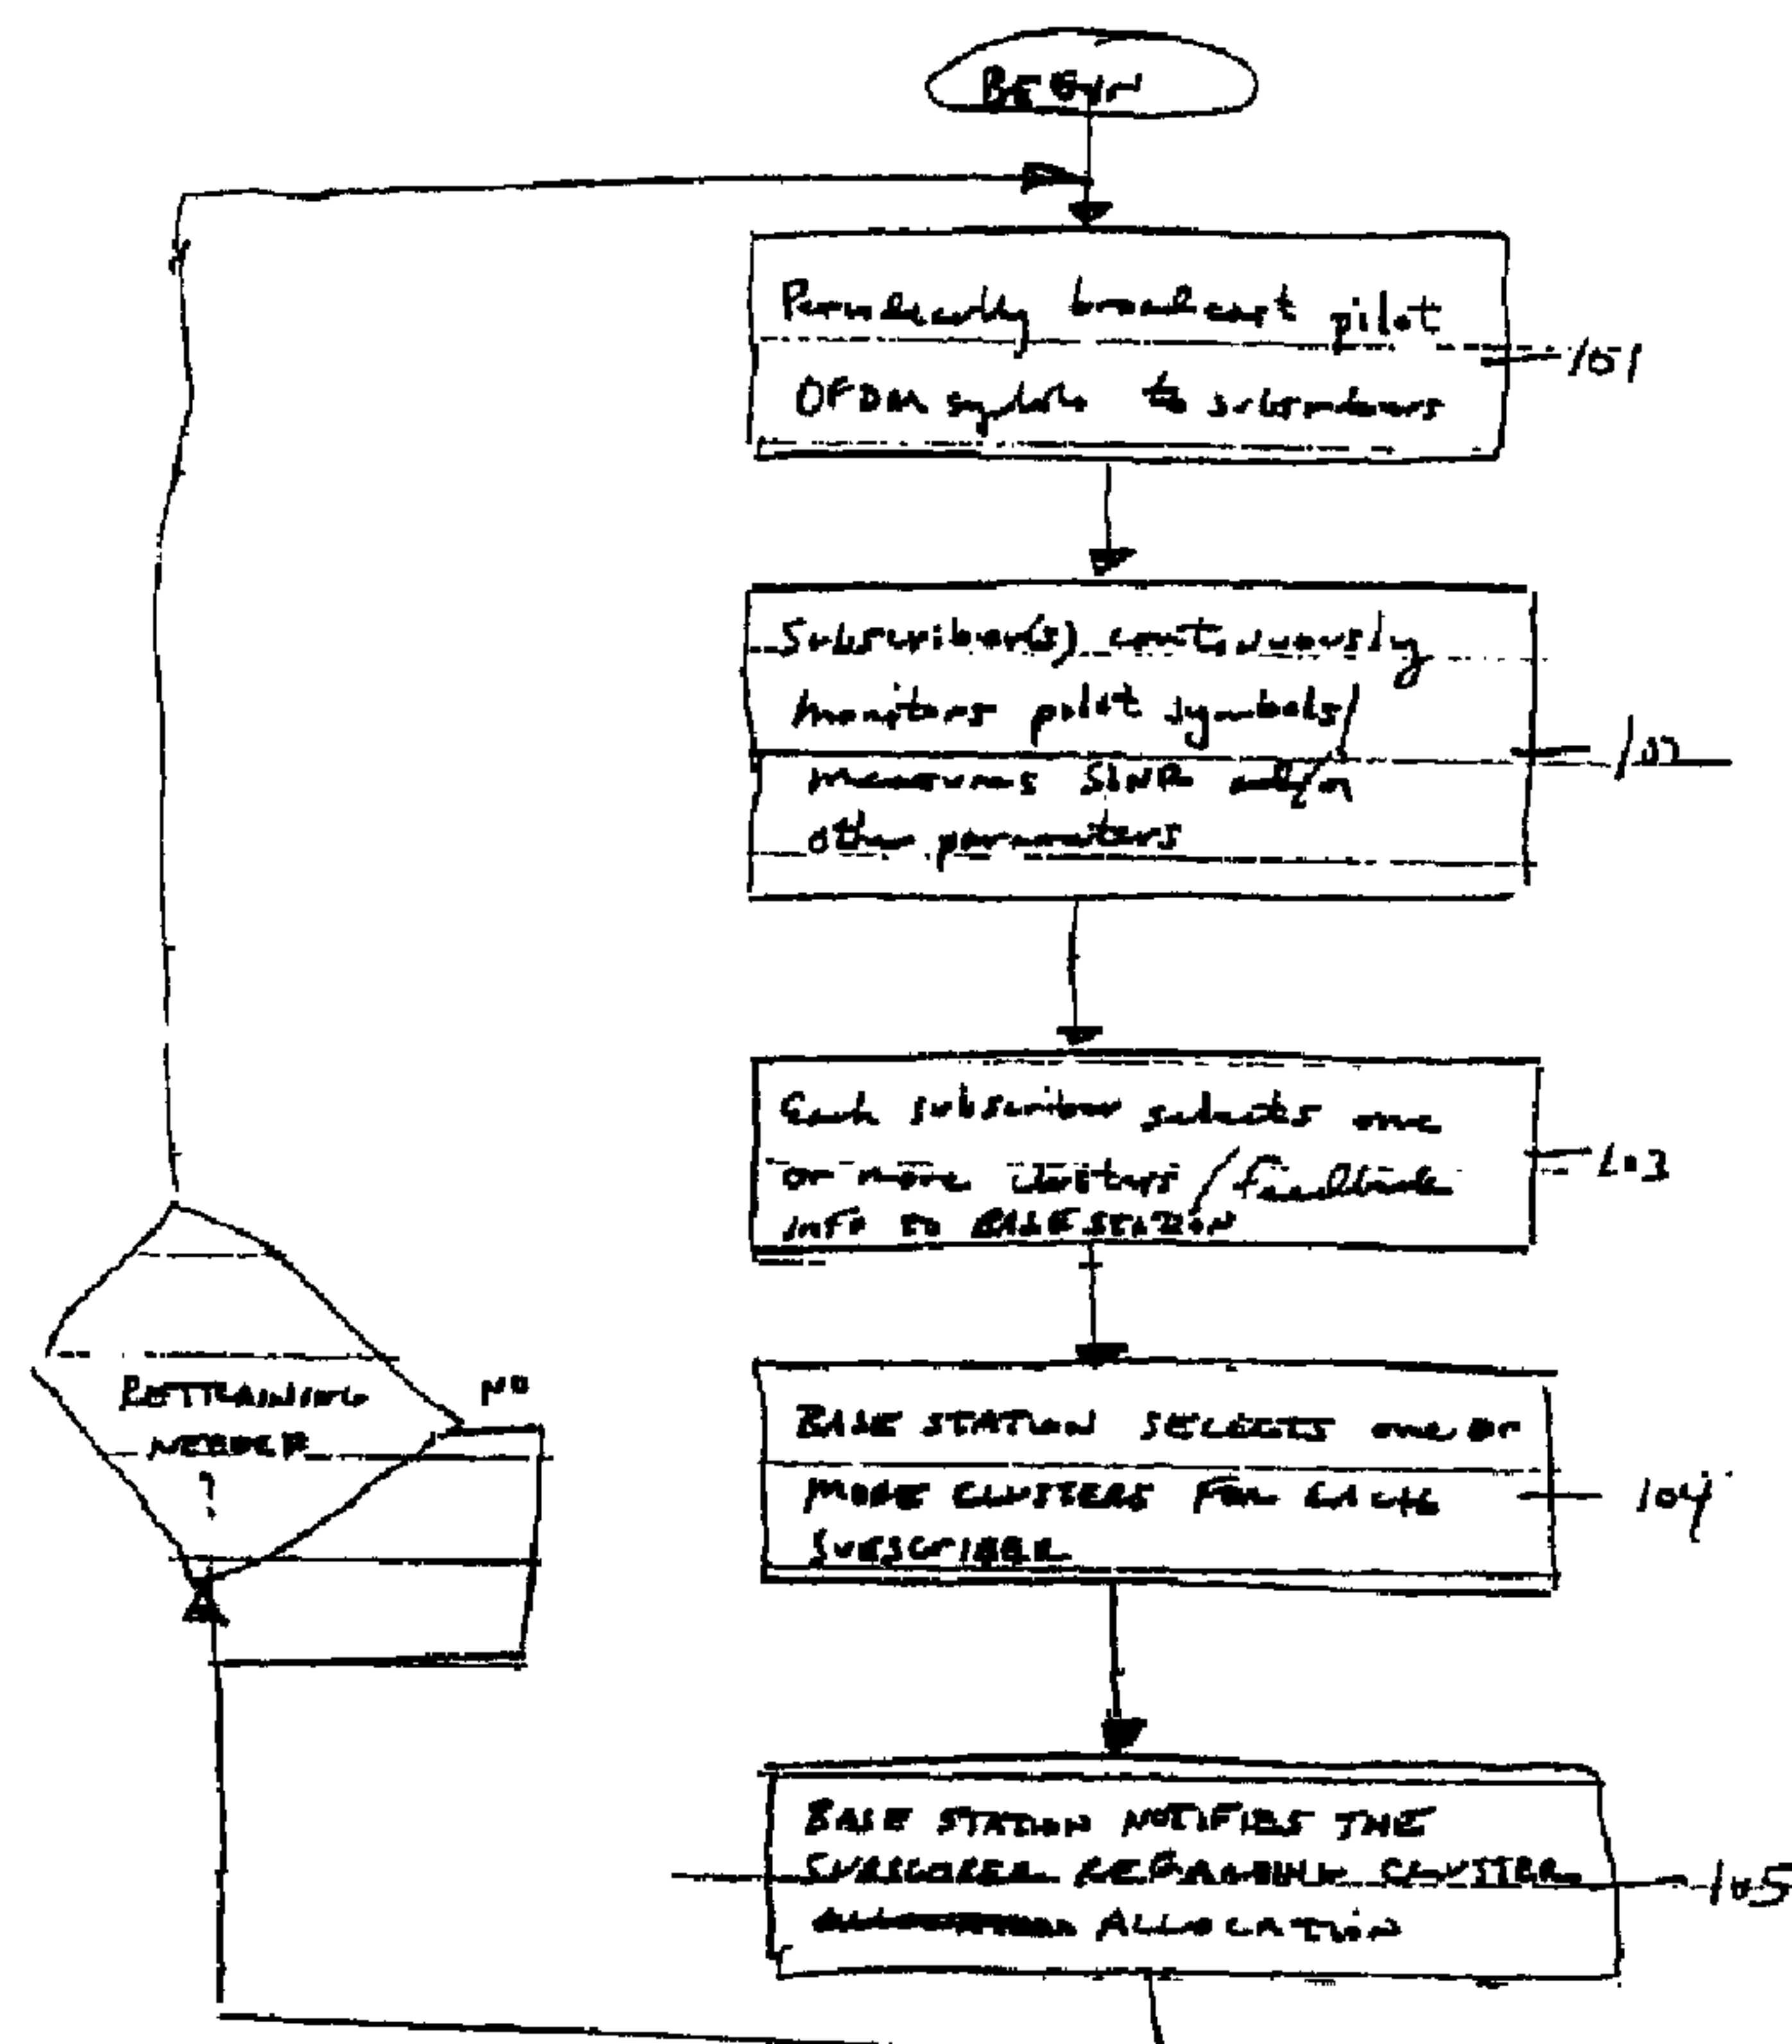 BEGIN
Periodically broadcast pilot
OFDM symbols to subscribers
101
Subscriber(s) continuously
monitors pilot symbols/
measures SINR and/or
other parameters
102
Each subscriber selects one
or more clusters/feedback
info to BASE STATION
103
BASE STATION SELECTS one or
MORE CLUSTERS FOR EACH
SUBSCRIBER
104
BASE STATION NOTIFIES THE
SUBSCRIBER REGARDING CLUSTER
ALLOCATION
105
RETRAINING
NEEDED
?
NO